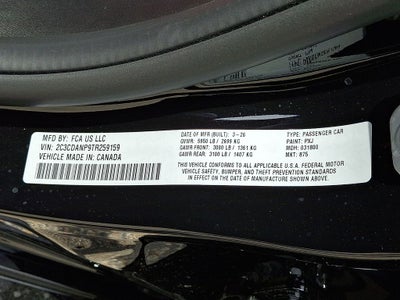 MFD BY: FCA US LLC
VIN: 2C3CDANP9TR259159
VEHICLE MADE IN: CANADA
DATE OF MFR (BUILT): 3-26
GVWR: 5950 LB / 2699 KG
GAWR FRONT: 3000 LB / 1361 KG
GAWR REAR: 3100 LB / 1407 KG
TYPE: PASSENGER CAR
PAINT: PXJ
MDH: 031800
MKT: 875
THIS VEHICLE CONFORMS TO ALL APPLICABLE U.S.A. FEDERAL MOTOR
VEHICLE SAFETY, BUMPER, AND THEFT PREVENTION STANDARDS
IN EFFECT ON THE DATE OF MANUFACTURE SHOWN ABOVE.